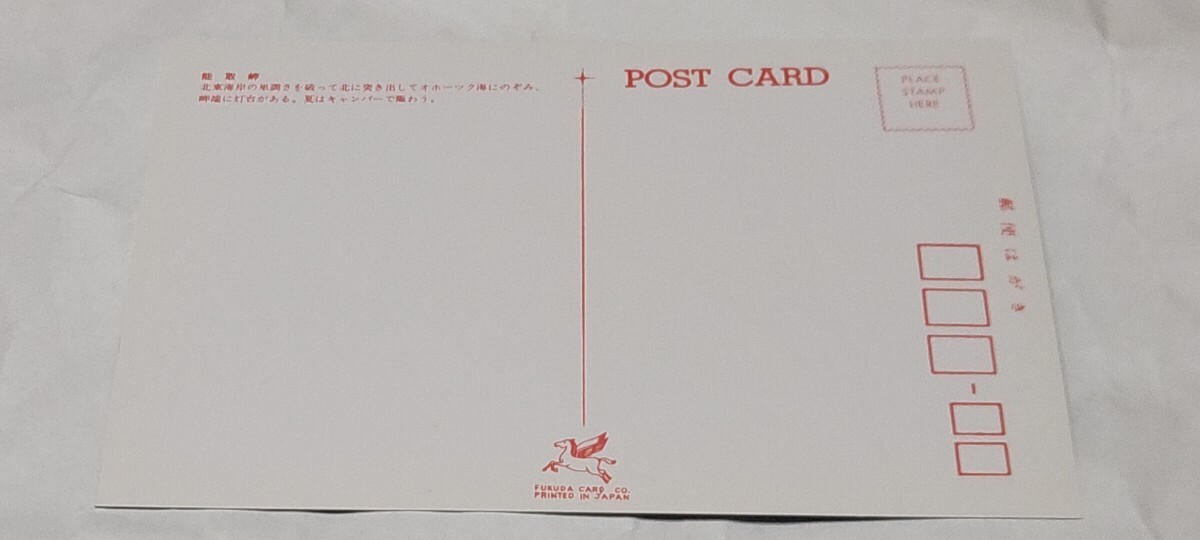 能取岬
北東海岸の単調さを破って北に突き出してオホーツク海にのぞみ、
岬端に灯台がある。夏はキャンパーで賑わう。
POST CARD
PLACE
STAMP
HERE
郵便はがき
FUKUDA CARD CO.
PRINTED IN JAPAN